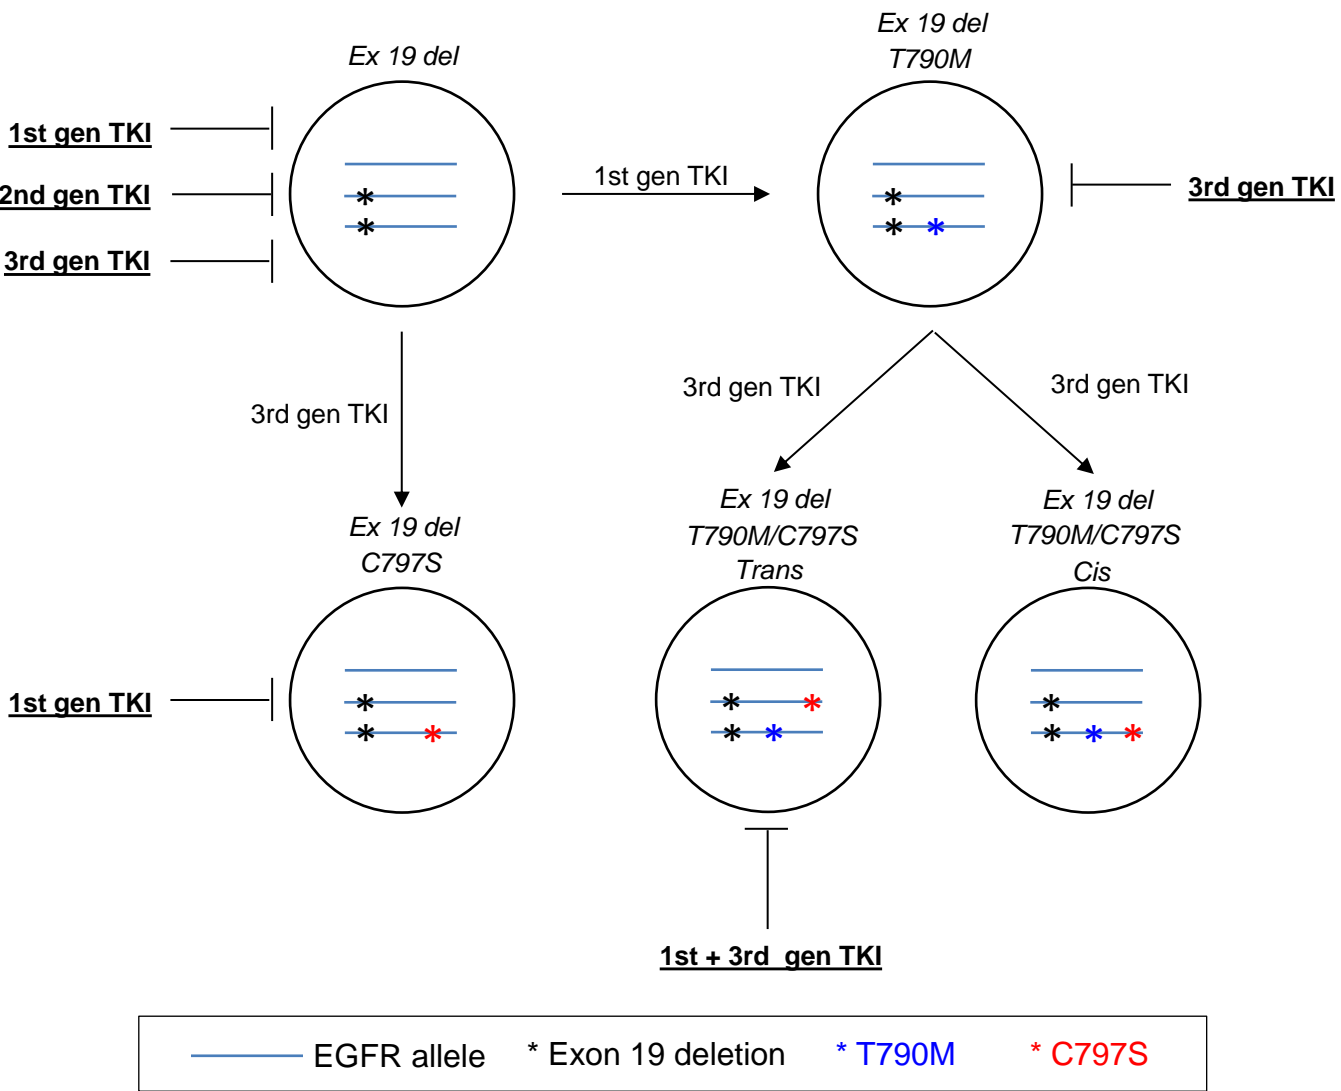 Ex 19 del
Ex 19 del
T790M
1st gen TKI
2nd gen TKI
3rd gen TKI
1st gen TKI
3rd gen TKI
3rd gen TKI
3rd gen TKI
3rd gen TKI
Ex 19 del
C797S
Ex 19 del
T790M/C797S
Trans
Ex 19 del
T790M/C797S
Cis
* 
* *
* 
* *
* *
* *
* *
*
* * *
1st gen TKI
1st + 3rd gen TKI
EGFR allele * Exon 19 deletion * T790M * C797S